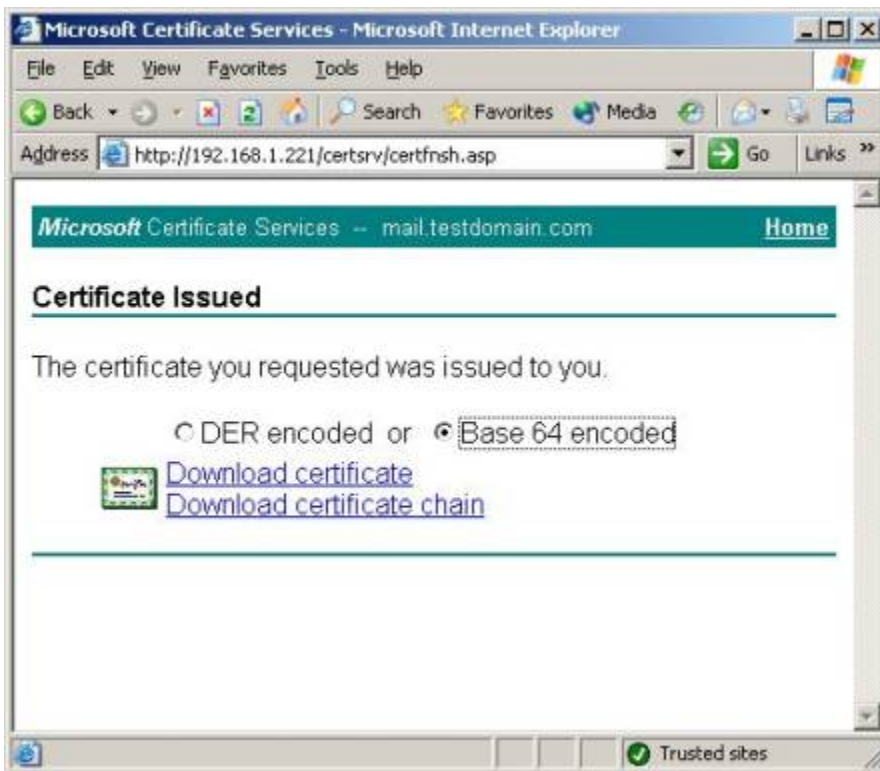 Microsoft Certificate Services - Microsoft Internet Explorer
File Edit View Favorites Tools Help
Back Search Favorites Media
Address http://192.168.1.221/certsrv/certfnsh.asp Go Links »
Microsoft Certificate Services -- mail.testdomain.com Home
Certificate Issued
The certificate you requested was issued to you.
DER encoded or Base 64 encoded
Download certificate
Download certificate chain
Trusted sites